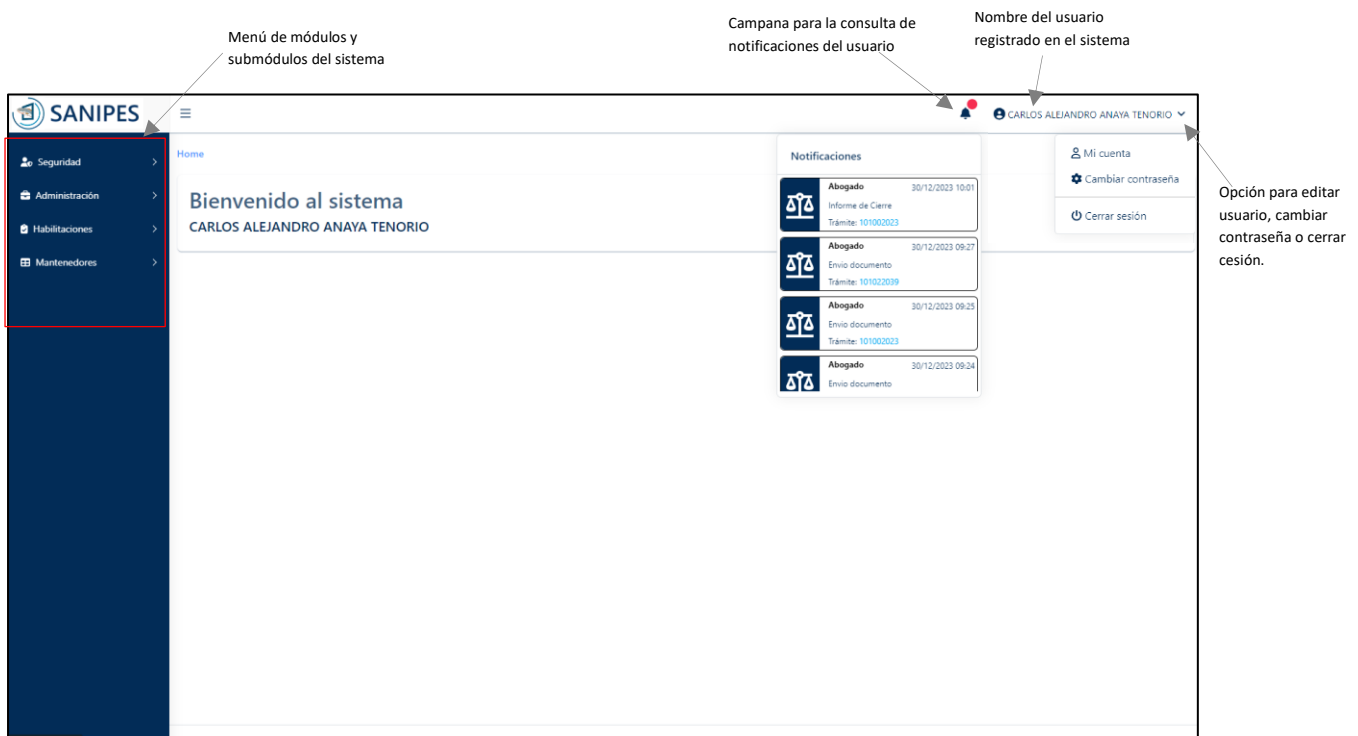 Menú de módulos y
submódulos del sistema
Campana para la consulta de
notificaciones del usuario
Nombre del usuario
registrado en el sistema
SANIPES
CARLOS ALEJANDRO ANAYA TENORIO
Seguridad
Administración
Habilitaciones
Mantenedores
Home
Bienvenido al sistema
CARLOS ALEJANDRO ANAYA TENORIO
Notificaciones
Abogado 30/12/2023 10:01
Informe de Cierre
Trámite: 101002023
Abogado 30/12/2023 09:27
Envio documento
Trámite: 101022039
Abogado 30/12/2023 09:25
Envio documento
Trámite: 101002023
Abogado 30/12/2023 09:24
Envio documento
Mi cuenta
Cambiar contraseña
Cerrar sesión
Opción para editar
usuario, cambiar
contraseña o cerrar
cesión.